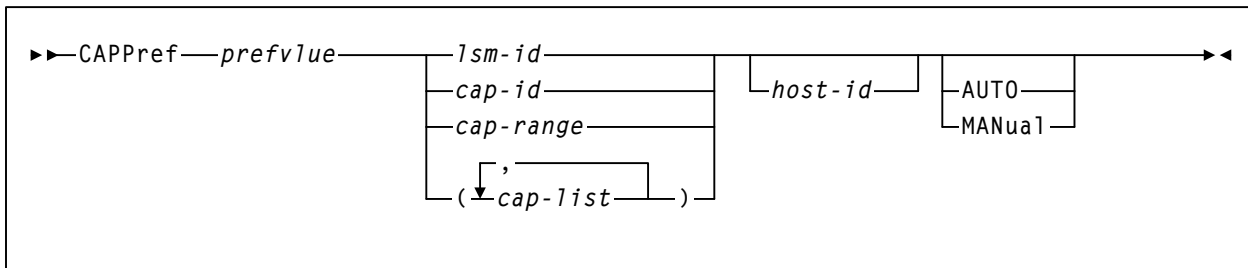 CAPPref prefvlue lsm-id
cap-id host-id AUTO
cap-range MANual
,
( cap-list )